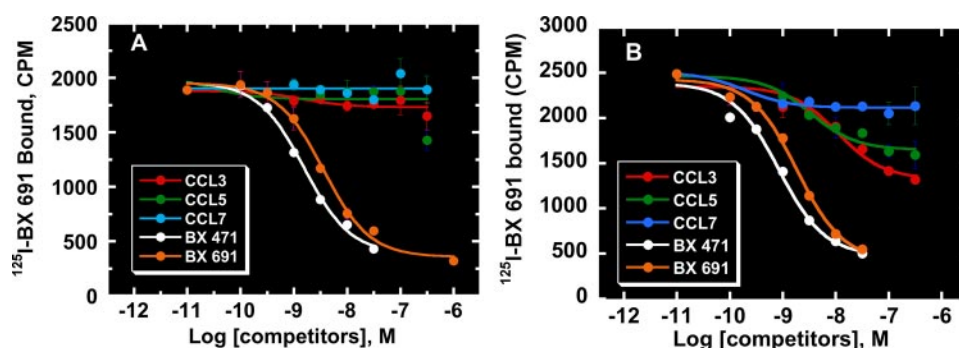 A
¹²⁵I-BX 691 Bound, CPM
2500
2000
1500
1000
500
0
CCL3
CCL5
CCL7
BX 471
BX 691
-12 -11 -10 -9 -8 -7 -6
Log [competitors], M
B
¹²⁵I-BX 691 bound (CPM)
3000
2500
2000
1500
1000
500
0
CCL3
CCL5
CCL7
BX 471
BX 691
-12 -11 -10 -9 -8 -7 -6
Log [competitors], M